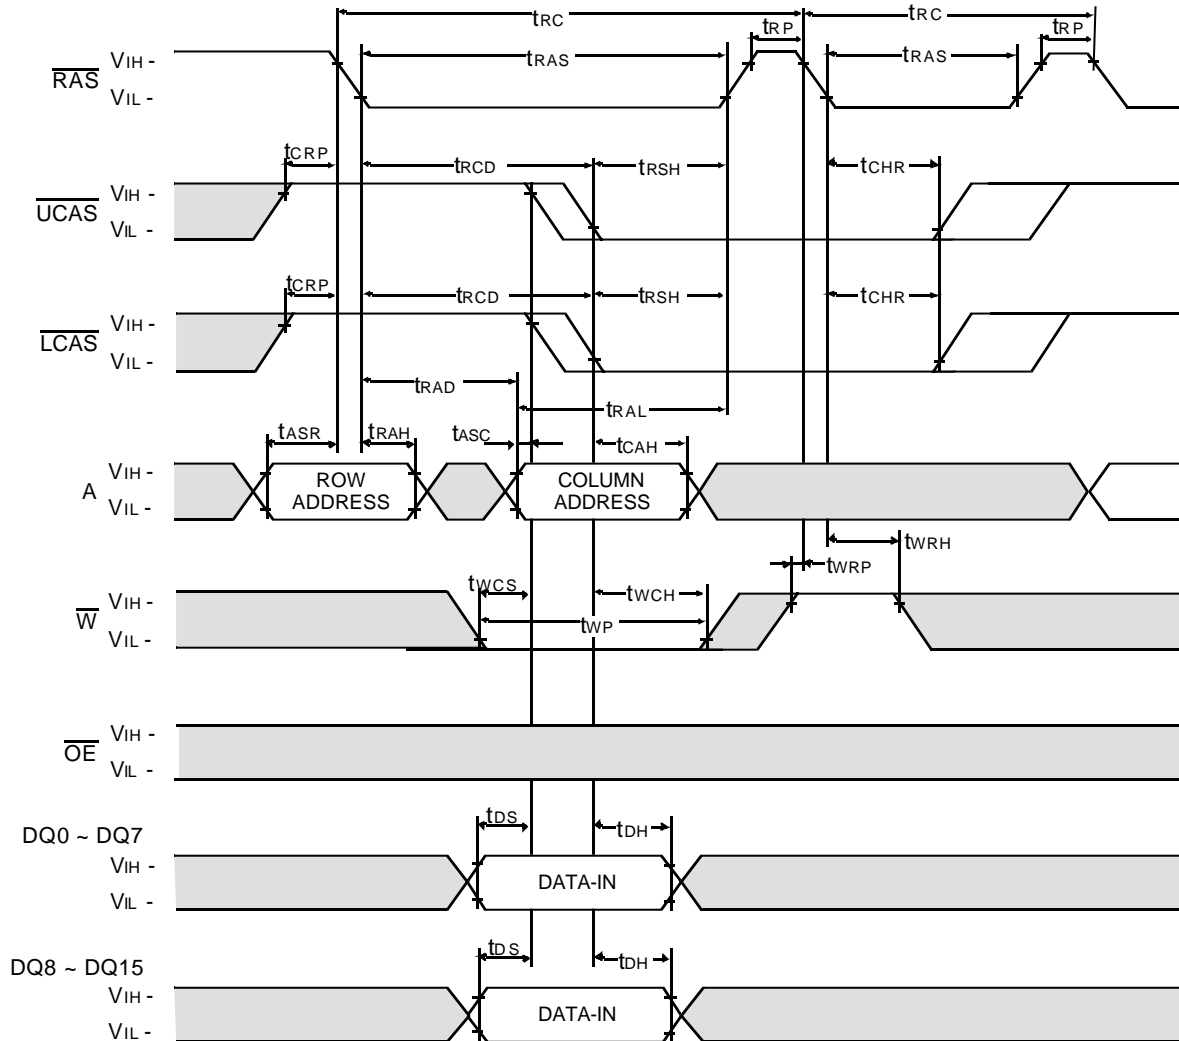 tRC tRC
tRP tRP
VIH - tRAS tRAS
RAS
VIL -
tCRP tRCD tRSH tCHR
VIH -
UCAS
VIL -
tCRP tRCD tRSH tCHR
VIH -
LCAS
VIL -
tRAD
tRAL
tASR tRAH tASC tCAH
VIH -
A ROW ADDRESS COLUMN ADDRESS
VIL -
tWRH
tWRP
tWCS tWCH
VIH -
W tWP
VIL -
VIH -
OE
VIL -
tDS tDH
DQ0 ~ DQ7
VIH -
DATA-IN
VIL -
tDS tDH
DQ8 ~ DQ15
VIH -
DATA-IN
VIL -